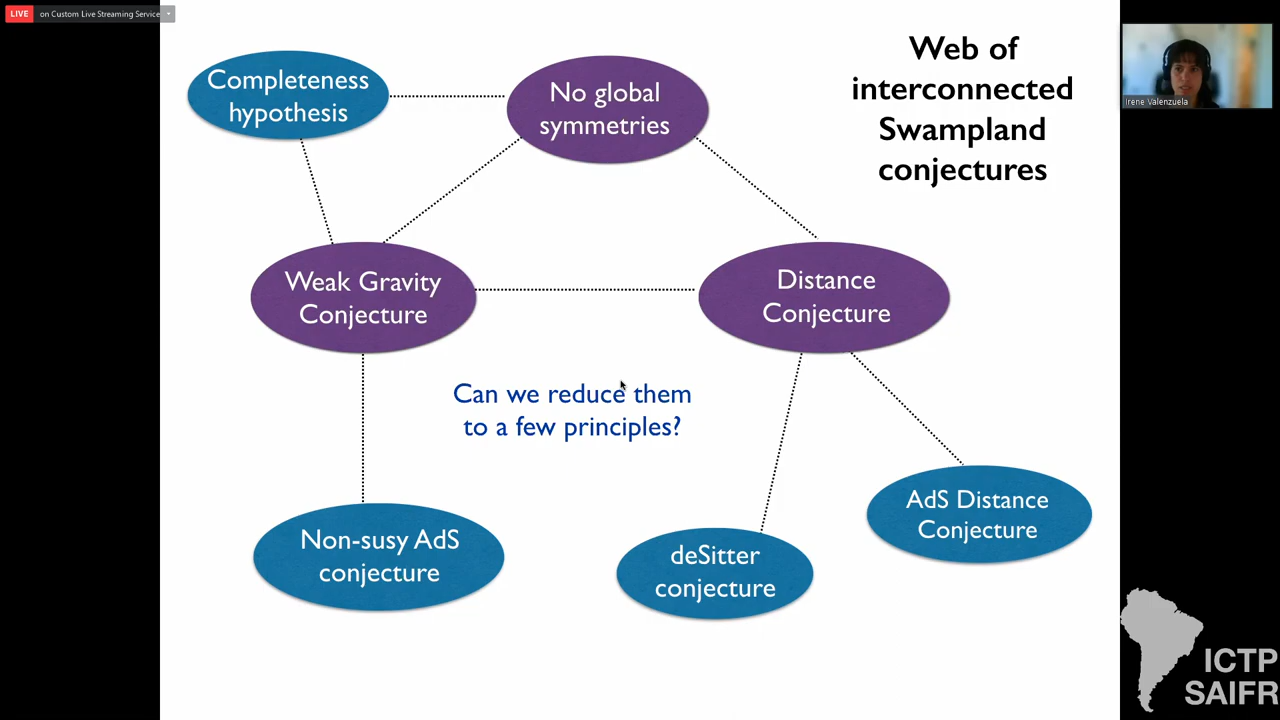 LIVE on Custom Live Streaming Service
Completeness
hypothesis
No global
symmetries
Web of
interconnected
Swampland
conjectures
Irene Valenzuela
Weak Gravity
Conjecture
Distance
Conjecture
Can we reduce them
to a few principles?
Non-susy AdS
conjecture
deSitter
conjecture
AdS Distance
Conjecture
ICTP
SAIFR